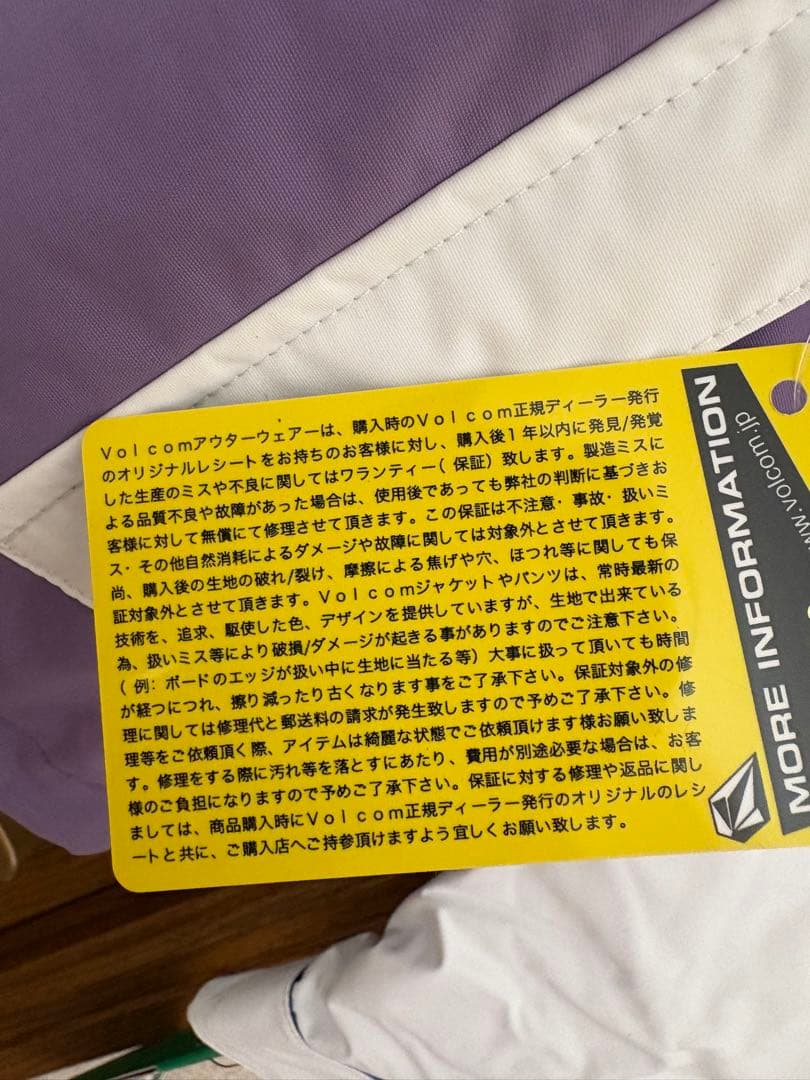 Volcomアウターウェアーは、購入時のVolcom正規ディーラー発行
のオリジナルレシートをお持ちのお客様に対し、購入後1年以内に発見/発覚
した生産のミスや不良に関してはワランティー(保証)致します。製造ミスに
よる品質不良や故障があった場合は、使用後であっても弊社の判断に基づきお
客様に対して無償にて修理させて頂きます。この保証は不注意・事故・扱いミ
ス・その他自然消耗によるダメージや故障に関しては対象外とさせて頂きます。
尚、購入後の生地の破れ/裂け、摩擦による焦げや穴、ほつれ等に関しても保
証対象外とさせて頂きます。Volcomジャケットやパンツは、常時最新の
技術を、追求、駆使した色、デザインを提供していますが、生地で出来ている
為、扱いミス等により破損/ダメージが起きる事がありますのでご注意下さい。
(例:ボードのエッジが扱い中に生地に当たる等)大事に扱って頂いても時間
が経つにつれ、擦り減ったり古くなります事をご了承下さい。保証対象外の修
理に関しては修理代と郵送料の請求が発生致しますので予めご了承下さい。修
理等をご依頼頂く際、アイテムは綺麗な状態でご依頼頂けます様お願い致しま
す。修理をする際に汚れ等を落とすにあたり、費用が別途必要な場合は、お客
様のご負担になりますので予めご了承下さい。保証に対する修理や返品に関し
ましては、商品購入時にVolcom正規ディーラー発行のオリジナルのレシ
ートと共に、ご購入店へご持参頂けますよう宜しくお願い致します。
MORE INFORMATION
ww.volcom.jp